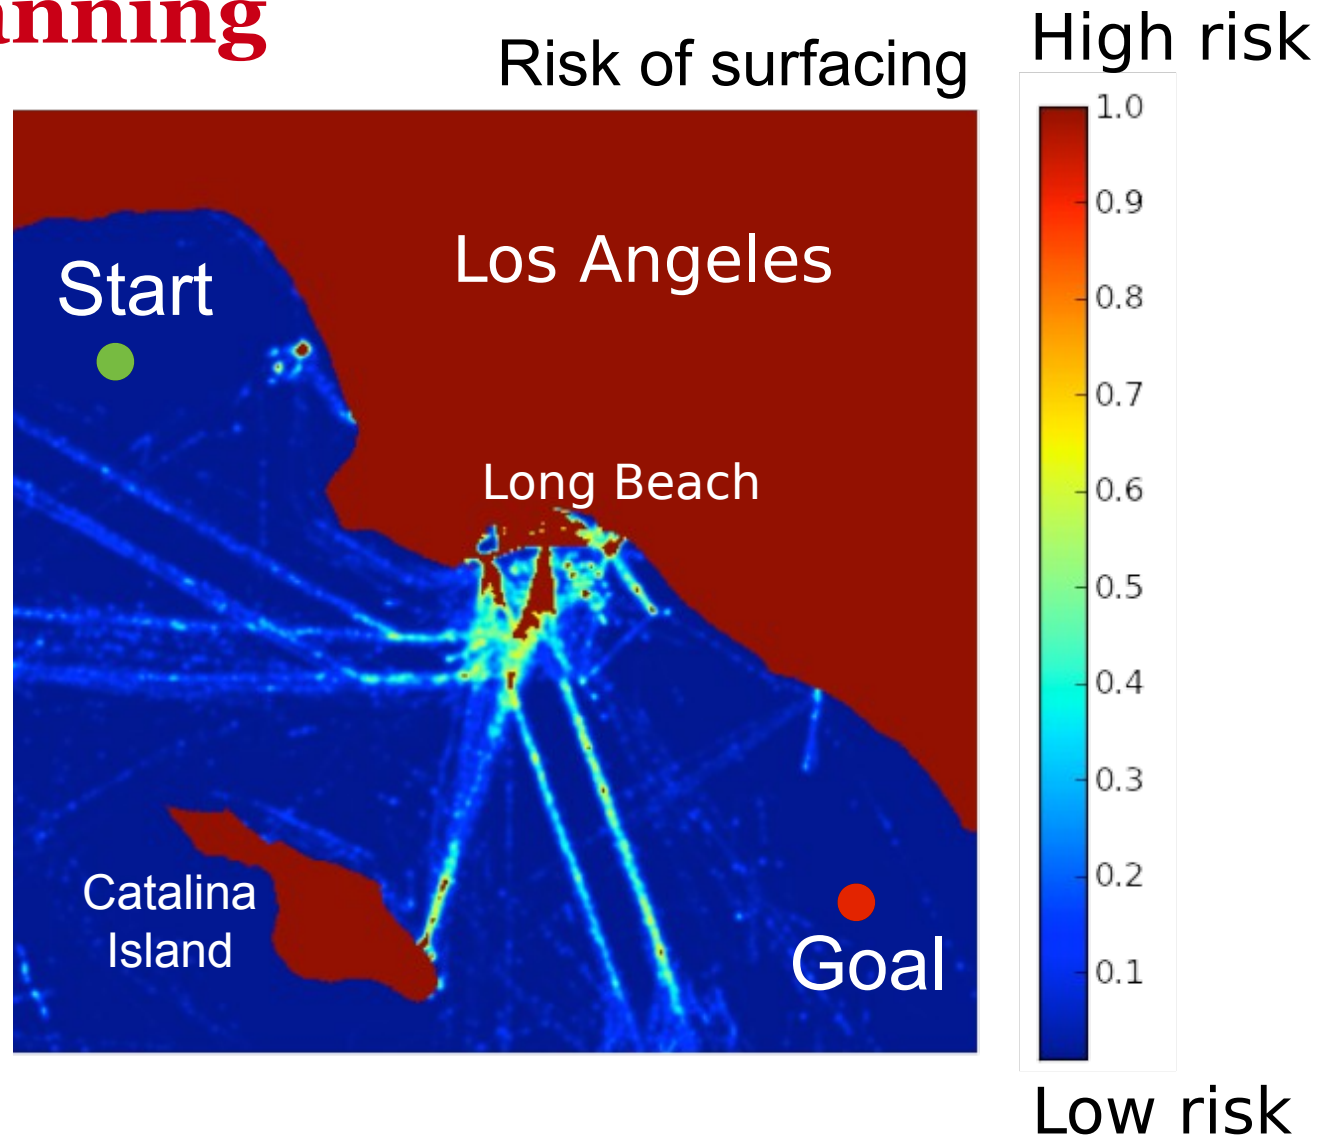 Risk of surfacing
High risk
Los Angeles
Start
Long Beach
Catalina
Island
Goal
1.0
0.9
0.8
0.7
0.6
0.5
0.4
0.3
0.2
0.1
Low risk